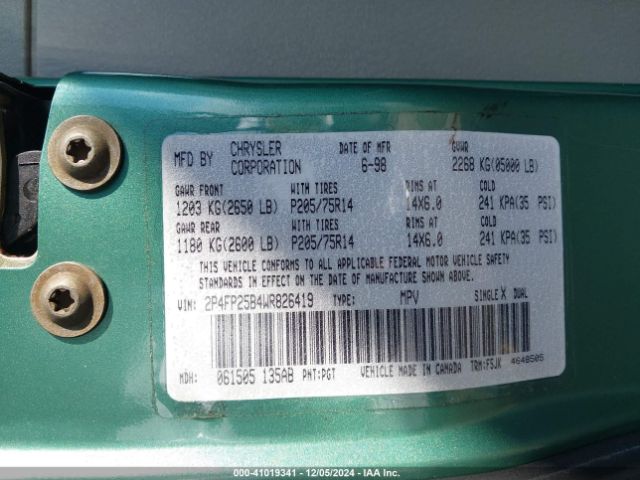 MFD BY CHRYSLER CORPORATION DATE OF MFR 6-98 GVWR 2268 KG(05000 LB)
GAWR FRONT WITH TIRES RIMS AT COLD
1203 KG(2650 LB) P205/75R14 14X6.0 241 KPA(35 PSI)
GAWR REAR WITH TIRES RIMS AT COLD
1180 KG(2600 LB) P205/75R14 14X6.0 241 KPA(35 PSI)
THIS VEHICLE CONFORMS TO ALL APPLICABLE FEDERAL MOTOR VEHICLE SAFETY
STANDARDS IN EFFECT ON THE DATE OF MANUFACTURE SHOWN ABOVE.
VIN: 2P4FP25B4WR826419 TYPE: MPV SINGLE X DUAL
MDH: 061505 135AB PNT:PGT VEHICLE MADE IN CANADA TRM:F5JK 4648505
000-41019341 - 12/05/2024 - IAA Inc.